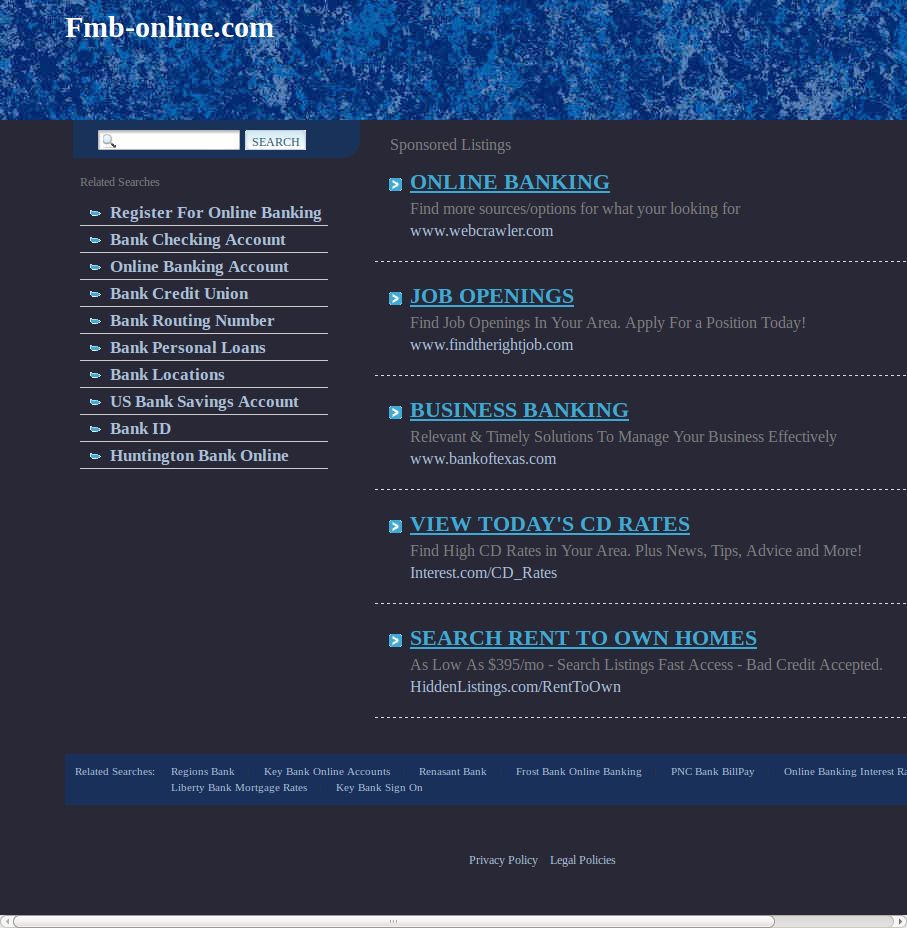 Fmb-online.com
SEARCH
Related Searches
Register For Online Banking
Bank Checking Account
Online Banking Account
Bank Credit Union
Bank Routing Number
Bank Personal Loans
Bank Locations
US Bank Savings Account
Bank ID
Huntington Bank Online
Sponsored Listings
ONLINE BANKING
Find more sources/options for what your looking for
www.webcrawler.com
JOB OPENINGS
Find Job Openings In Your Area. Apply For a Position Today!
www.findtherightjob.com
BUSINESS BANKING
Relevant & Timely Solutions To Manage Your Business Effectively
www.bankoftexas.com
VIEW TODAY'S CD RATES
Find High CD Rates in Your Area. Plus News, Tips, Advice and More!
Interest.com/CD_Rates
SEARCH RENT TO OWN HOMES
As Low As $395/mo - Search Listings Fast Access - Bad Credit Accepted.
HiddenListings.com/RentToOwn
Related Searches: Regions Bank Key Bank Online Accounts Renasant Bank Frost Bank Online Banking PNC Bank BillPay Online Banking Interest
Liberty Bank Mortgage Rates Key Bank Sign On
Privacy Policy Legal Policies